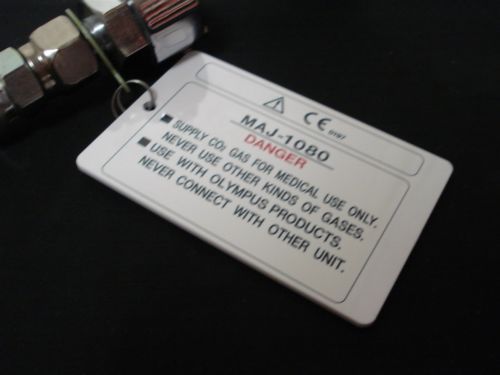 CE 0197
MAJ-1080
DANGER
■ SUPPLY CO₂ GAS FOR MEDICAL USE ONLY.
NEVER USE OTHER KINDS OF GASES.
■ USE WITH OLYMPUS PRODUCTS.
NEVER CONNECT WITH OTHER UNIT.